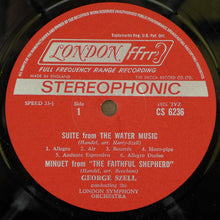 LONDON ffrr
FULL FREQUENCY RANGE RECORDING
MADE IN ENGLAND THE DECCA RECORD CO. LTD.
STEREOPHONIC
SPEED 33⅓ Side
1 CS 6236
SUITE from THE WATER MUSIC
(Handel, arr. Harty-Szell)
1. Allegro 2. Air 3. Bourrée 4. Hornpipe
5. Andante Espressivo 6. Allegro Deciso
MINUET from "THE FAITHFUL SHEPHERD"
(Handel, arr. Beecham)
GEORGE SZELL
conducting the
LONDON SYMPHONY
ORCHESTRA